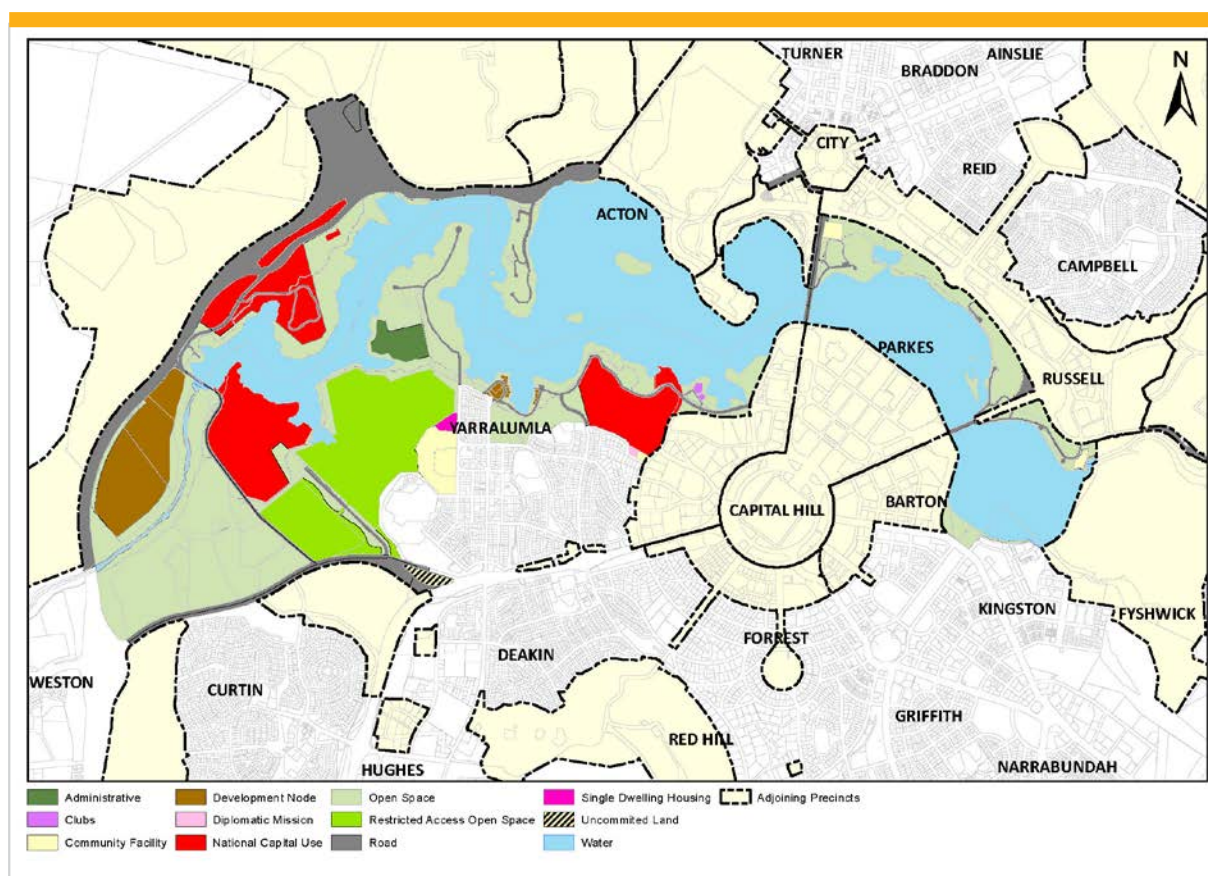 TURNER
AINSLIE
BRADDON
N
CITY
REID
ACTON
CAMPBELL
PARKES
RUSSELL
YARRALUMLA
BARTON
CAPITAL HILL
KINGSTON
FYSHWICK
FORREST
DEAKIN
WESTON
CURTIN
GRIFFITH
RED HILL
HUGHES
NARRABUNDAH
Administrative
Development Node
Open Space
Single Dwelling Housing
Adjoining Precincts
Clubs
Diplomatic Mission
Restricted Access Open Space
Uncommited Land
Community Facility
National Capital Use
Road
Water